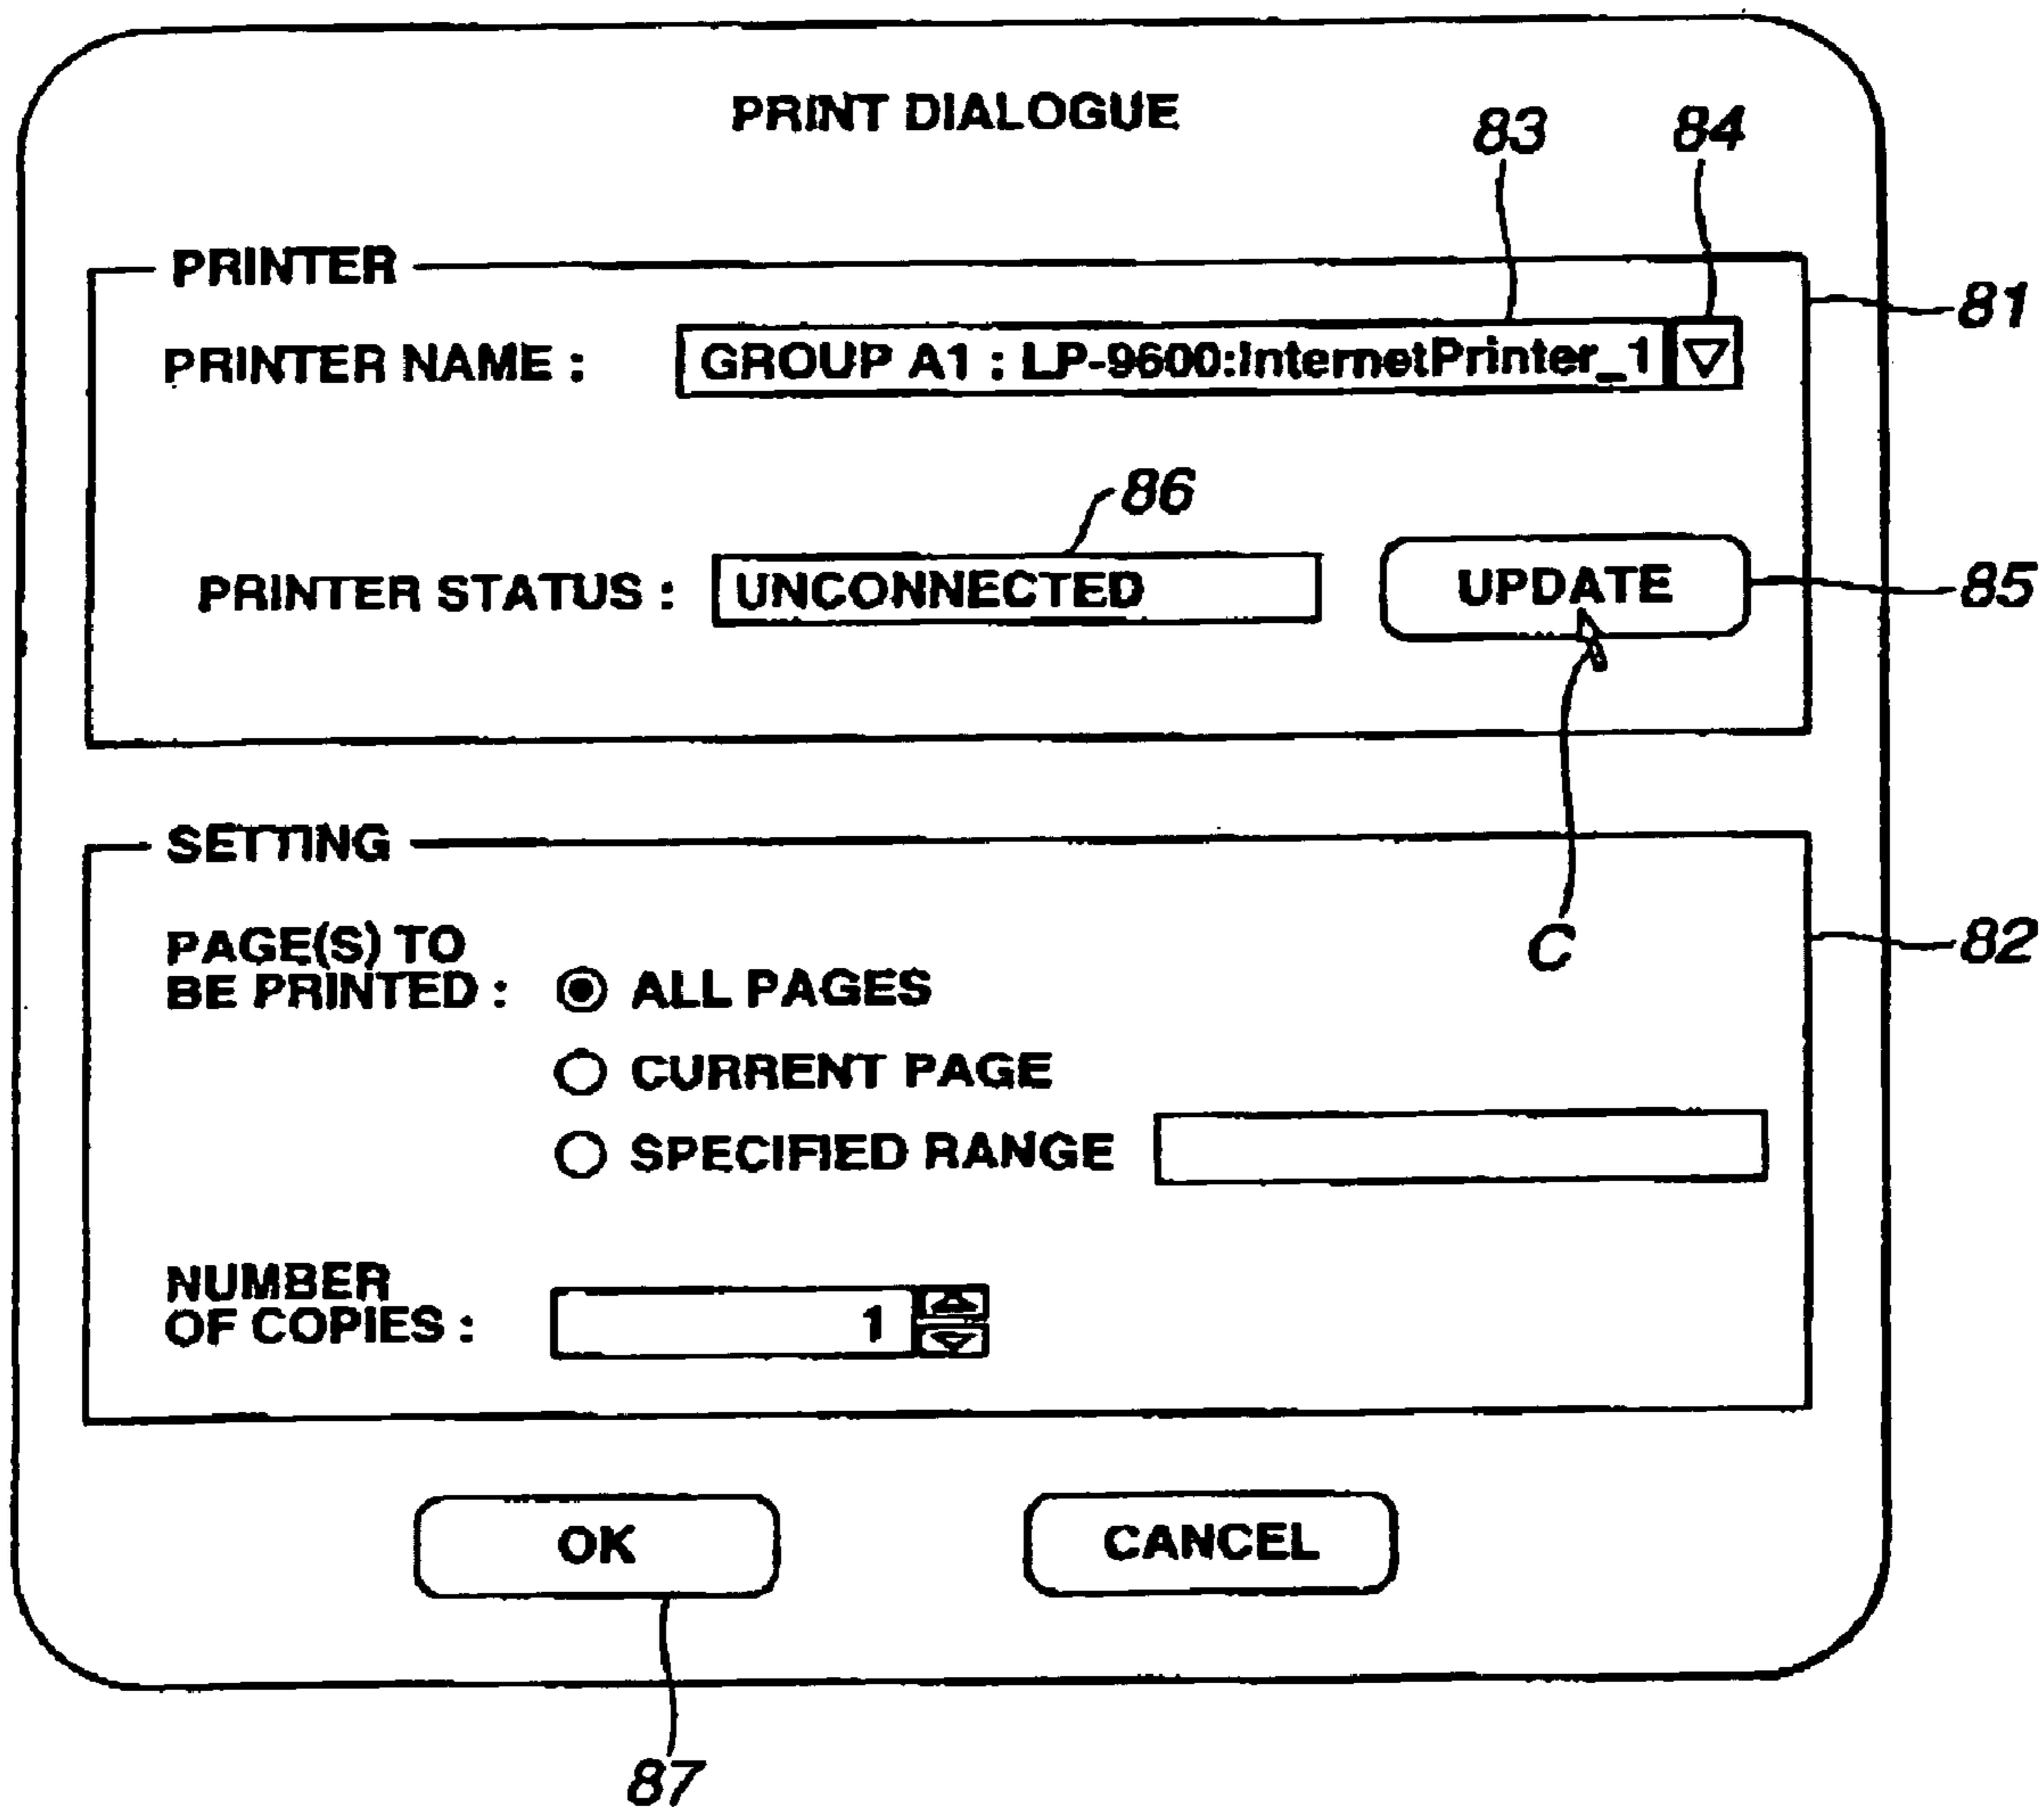 PRINT DIALOGUE
83
84
PRINTER
81
PRINTER NAME : GROUP A1 : LP-9600:InternetPrinter_1
86
PRINTER STATUS : UNCONNECTED UPDATE
85
SETTING
C
82
PAGE(S) TO
BE PRINTED : ALL PAGES
CURRENT PAGE
SPECIFIED RANGE
NUMBER
OF COPIES : 1
OK CANCEL
87